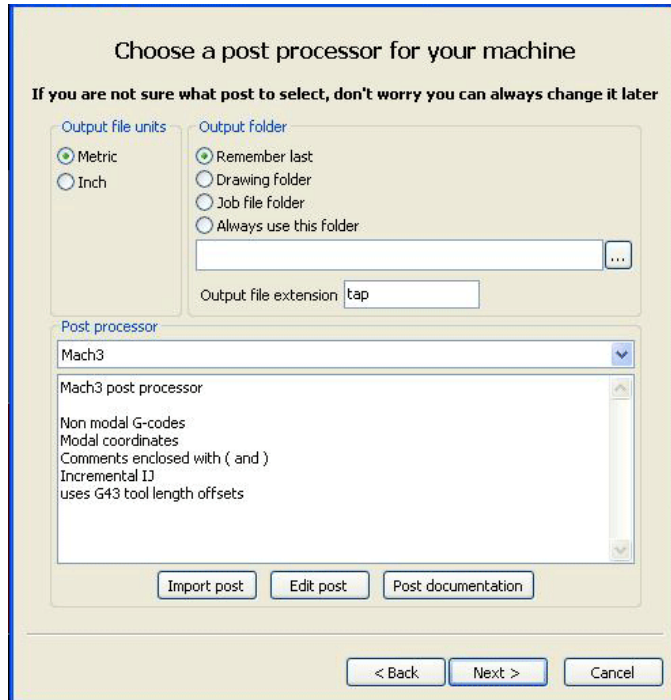 Choose a post processor for your machine
If you are not sure what post to select, don't worry you can always change it later
Output file units
Metric
Inch
Output folder
Remember last
Drawing folder
Job file folder
Always use this folder
...
Output file extension tap
Post processor
Mach3
Mach3 post processor
Non modal G-codes
Modal coordinates
Comments enclosed with ( and )
Incremental IJ
uses G43 tool length offsets
Import post Edit post Post documentation
< Back Next > Cancel